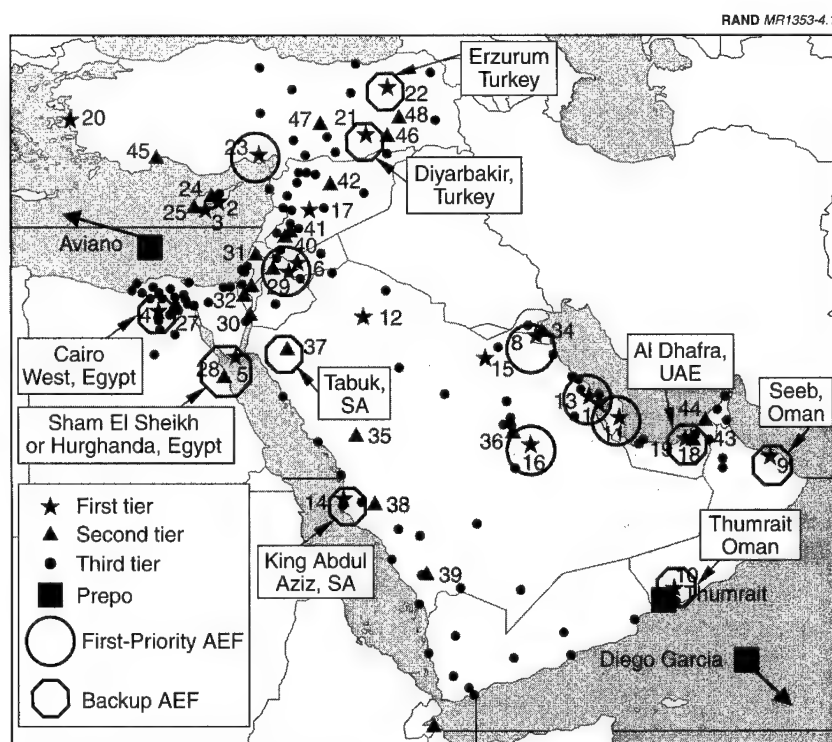 RAND MR1353-4.1
Erzurum
Turkey
20
47
21
22
48
46
23
45
Diyarbakir,
Turkey
24
2
25
3
42
17
Aviano
41
40
31
6
29
32
4
27
30
12
Cairo
West, Egypt
37
34
8
15
28
5
Tabuk,
SA
Al Dhafra,
UAE
Seeb,
Oman
Sham El Sheikh
or Hurghanda, Egypt
13
44
35
36
16
19
18
43
9
14
38
First tier
Second tier
Third tier
Prepo
First-Priority AEF
Backup AEF
King Abdul
Aziz, SA
39
Thumrait
Oman
10
Thumrait
Diego Garcia